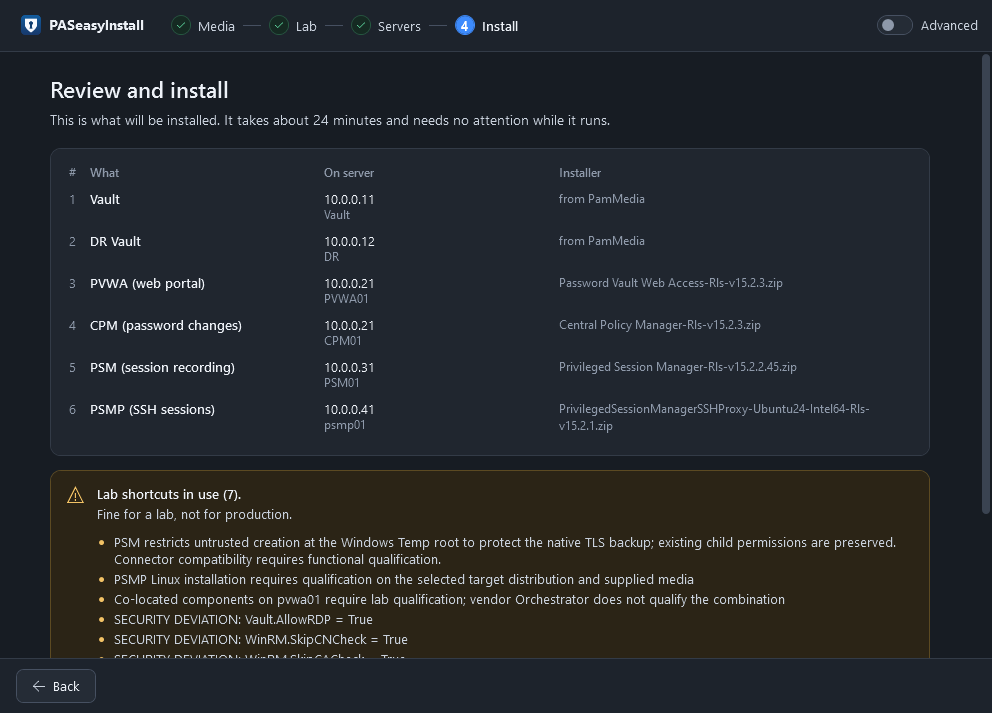 PASeasyInstall Media Lab Servers 4 Install Advanced
Review and install
This is what will be installed. It takes about 24 minutes and needs no attention while it runs.
# What On server Installer
1 Vault 10.0.0.11 from PamMedia
Vault
2 DR Vault 10.0.0.12 from PamMedia
DR
3 PVWA (web portal) 10.0.0.21 Password Vault Web Access-Rls-v15.2.3.zip
PVWA01
4 CPM (password changes) 10.0.0.21 Central Policy Manager-Rls-v15.2.3.zip
CPM01
5 PSM (session recording) 10.0.0.31 Privileged Session Manager-Rls-v15.2.2.45.zip
PSM01
6 PSMP (SSH sessions) 10.0.0.41 PrivilegedSessionManagerSSHProxy-Ubuntu24-Intel64-Rls-
psmp01 v15.2.1.zip
Lab shortcuts in use (7).
Fine for a lab, not for production.
• PSM restricts untrusted creation at the Windows Temp root to protect the native TLS backup; existing child permissions are preserved.
Connector compatibility requires functional qualification.
• PSMP Linux installation requires qualification on the selected target distribution and supplied media
• Co-located components on pvwa01 require lab qualification; vendor Orchestrator does not qualify the combination
• SECURITY DEVIATION: Vault.AllowRDP = True
• SECURITY DEVIATION: WinRM.SkipCNCheck = True
• SECURITY DEVIATION: WinRM.SkipCACheck = True
← Back